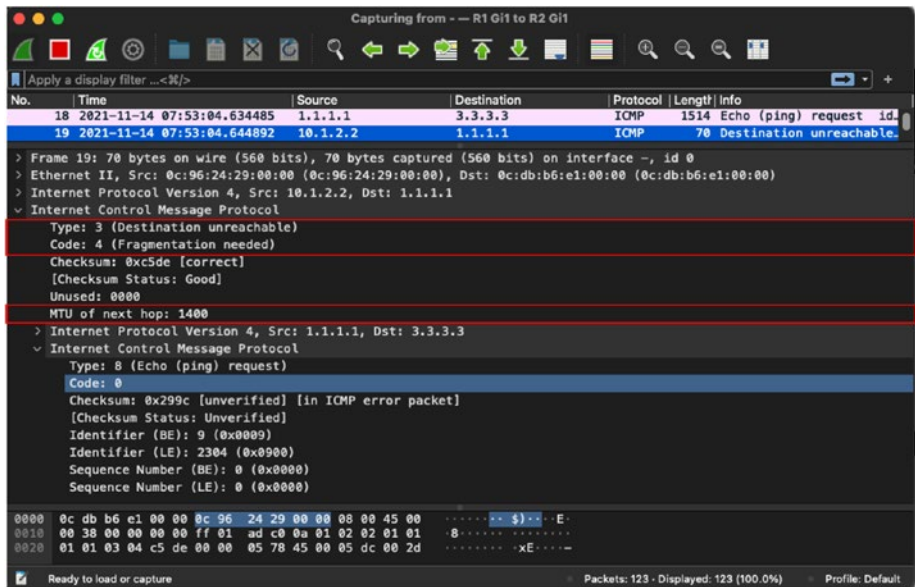 Capturing from - — R1 Gi1 to R2 Gi1
Apply a display filter ... <⌘/>
No. Time Source Destination Protocol Length Info
18 2021-11-14 07:53:04.634485 1.1.1.1 3.3.3.3 ICMP 1514 Echo (ping) request id…
19 2021-11-14 07:53:04.634892 10.1.2.2 1.1.1.1 ICMP 70 Destination unreachable…
> Frame 19: 70 bytes on wire (560 bits), 70 bytes captured (560 bits) on interface -, id 0
> Ethernet II, Src: 0c:96:24:29:00:00 (0c:96:24:29:00:00), Dst: 0c:db:b6:e1:00:00 (0c:db:b6:e1:00:00)
> Internet Protocol Version 4, Src: 10.1.2.2, Dst: 1.1.1.1
Internet Control Message Protocol
Type: 3 (Destination unreachable)
Code: 4 (Fragmentation needed)
Checksum: 0xc5de [correct]
[Checksum Status: Good]
Unused: 0000
MTU of next hop: 1400
> Internet Protocol Version 4, Src: 1.1.1.1, Dst: 3.3.3.3
Internet Control Message Protocol
Type: 8 (Echo (ping) request)
Code: 0
Checksum: 0x299c [unverified] [in ICMP error packet]
[Checksum Status: Unverified]
Identifier (BE): 9 (0x0009)
Identifier (LE): 2304 (0x0900)
Sequence Number (BE): 0 (0x0000)
Sequence Number (LE): 0 (0x0000)
0000 0c db b6 e1 00 00 0c 96 24 29 00 00 08 00 45 00 ········ $)····E·
0010 00 38 00 00 00 00 ff 01 ad c0 0a 01 02 02 01 01 ·8······ ········
0020 01 01 03 04 c5 de 00 00 05 78 45 00 05 dc 00 2d ········ ·xE····-
Ready to load or capture Packets: 123 · Displayed: 123 (100.0%) Profile: Default